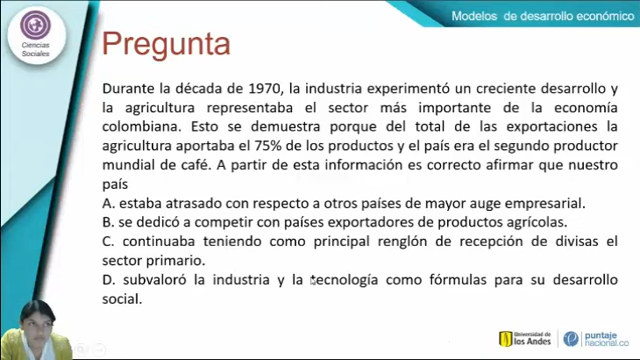 Modelos de desarrollo económico
Ciencias
Sociales
Pregunta
Durante la década de 1970, la industria experimentó un creciente desarrollo y
la agricultura representaba el sector más importante de la economía
colombiana. Esto se demuestra porque del total de las exportaciones la
agricultura aportaba el 75% de los productos y el país era el segundo productor
mundial de café. A partir de esta información es correcto afirmar que nuestro
país
A. estaba atrasado con respecto a otros países de mayor auge empresarial.
B. se dedicó a competir con países exportadores de productos agrícolas.
C. continuaba teniendo como principal renglón de recepción de divisas el
sector primario.
D. subvaloró la industria y la tecnología como fórmulas para su desarrollo
social.
Universidad de
los Andes
puntaje
nacional.co